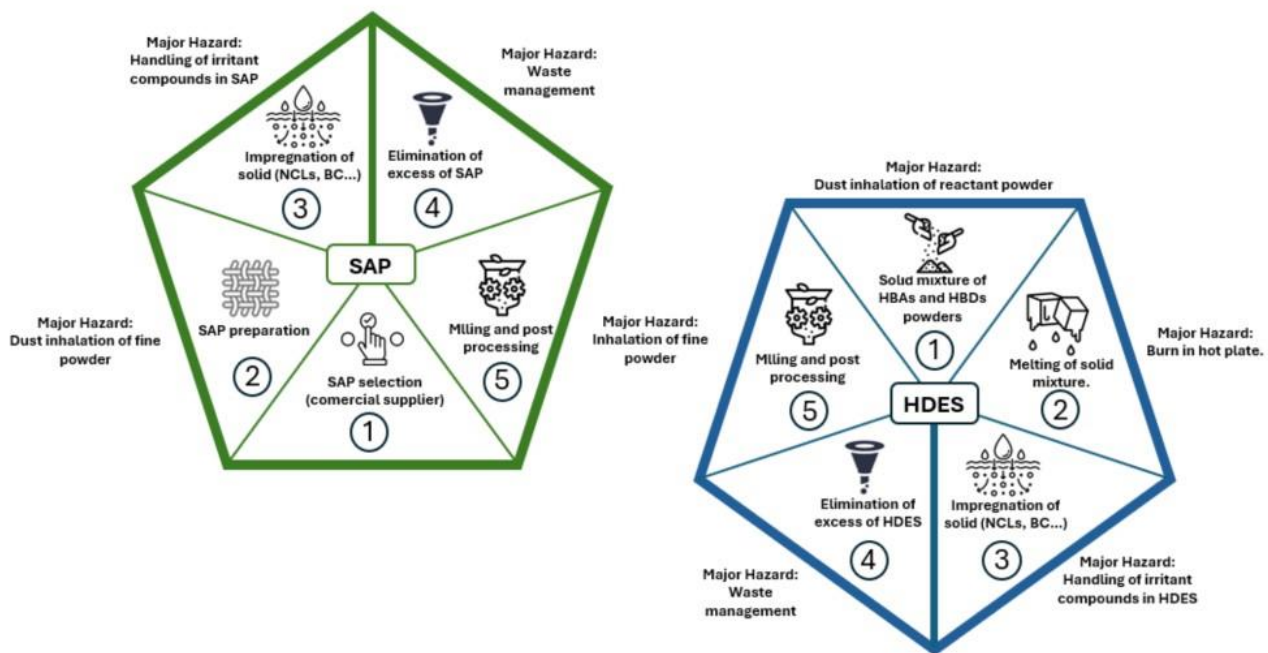 Major Hazard:
Handling of irritant
compounds in SAP
Major Hazard:
Waste
management
Impregnation of
solid (NCLs, BC...)
3
Elimination of
excess of SAP
4
SAP
Major Hazard:
Dust inhalation of fine
powder
SAP preparation
2
SAP selection
(comercial supplier)
1
Mlling and post
processing
5
Major Hazard:
Inhalation of fine
powder
Major Hazard:
Dust inhalation of reactant powder
Solid mixture of
HBAs and HBDs
powders
1
Mlling and post
processing
5
Melting of solid
mixture.
2
Major Hazard:
Burn in hot plate.
HDES
Elimination of
excess of HDES
4
Impregnation of
solid (NCLs, BC...)
3
Major Hazard:
Waste
management
Major Hazard:
Handling of irritant
compounds in HDES